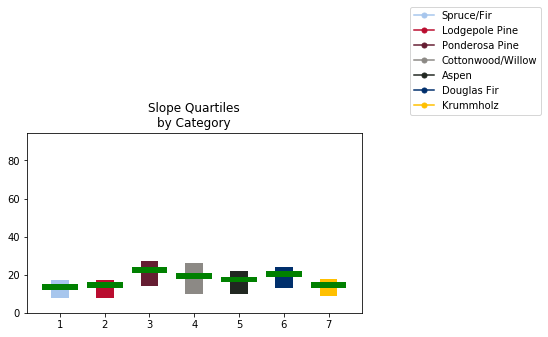 Spruce/Fir
Lodgepole Pine
Ponderosa Pine
Cottonwood/Willow
Aspen
Douglas Fir
Krummholz
Slope Quartiles
by Category
80
60
40
20
0
1 2 3 4 5 6 7